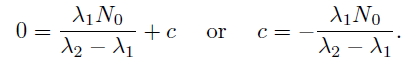 0 = λ₁N₀ / (λ₂ − λ₁) + c or c = − λ₁N₀ / (λ₂ − λ₁).